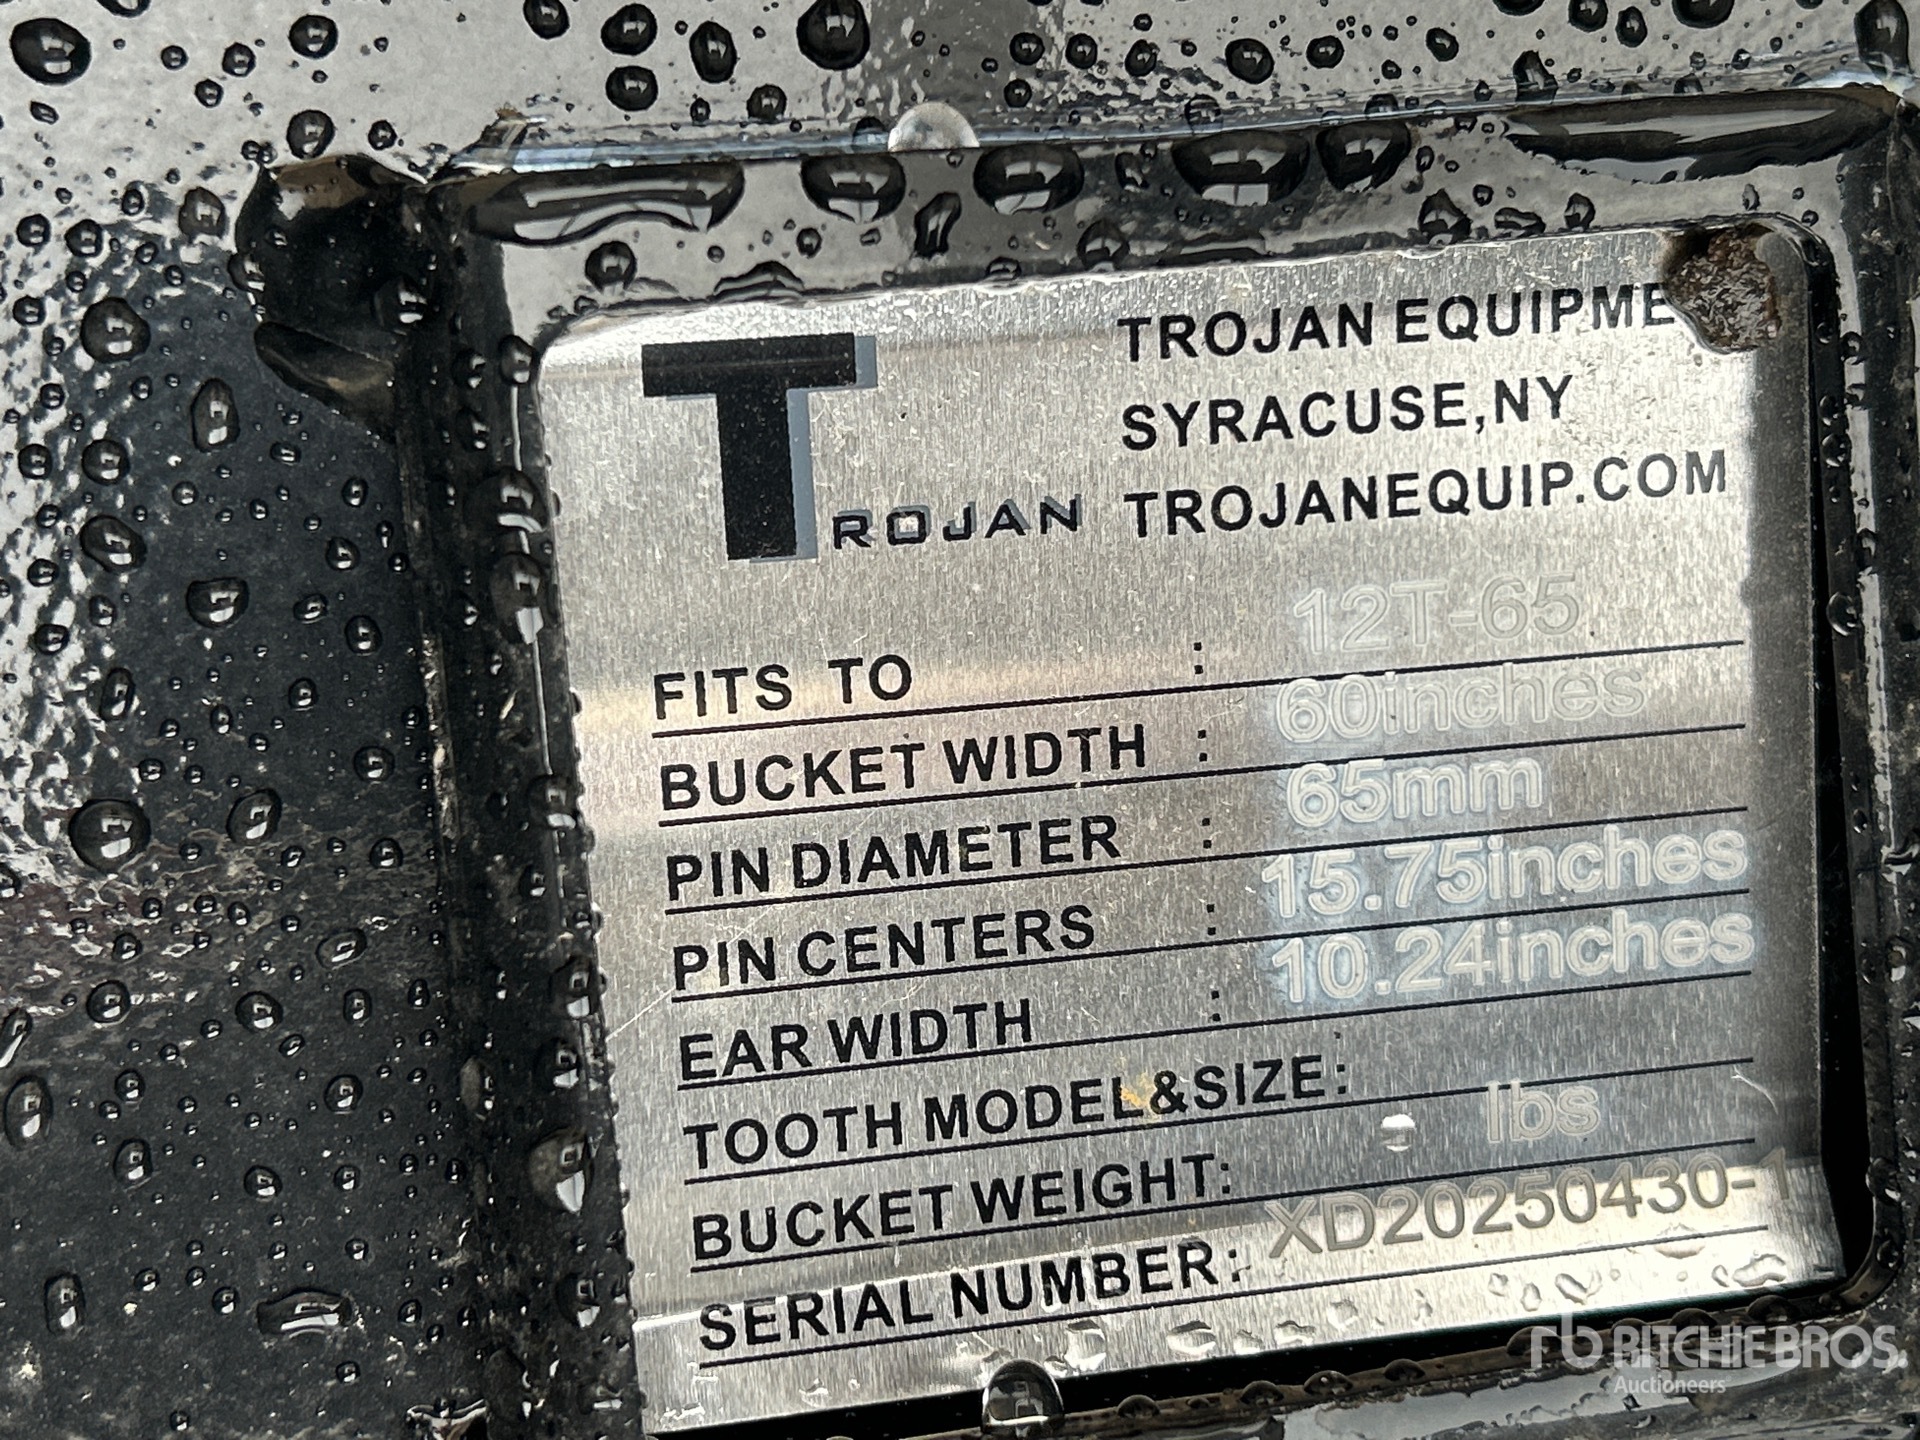 TROJAN
TROJAN EQUIPME
SYRACUSE,NY
TROJANEQUIP.COM
FITS TO : 12T-65
BUCKET WIDTH : 60inches
PIN DIAMETER : 65mm
PIN CENTERS : 15.75inches
EAR WIDTH : 10.24inches
TOOTH MODEL&SIZE:
BUCKET WEIGHT: lbs
SERIAL NUMBER: XD20250430-1
rb RITCHIE BROS.
Auctioneers